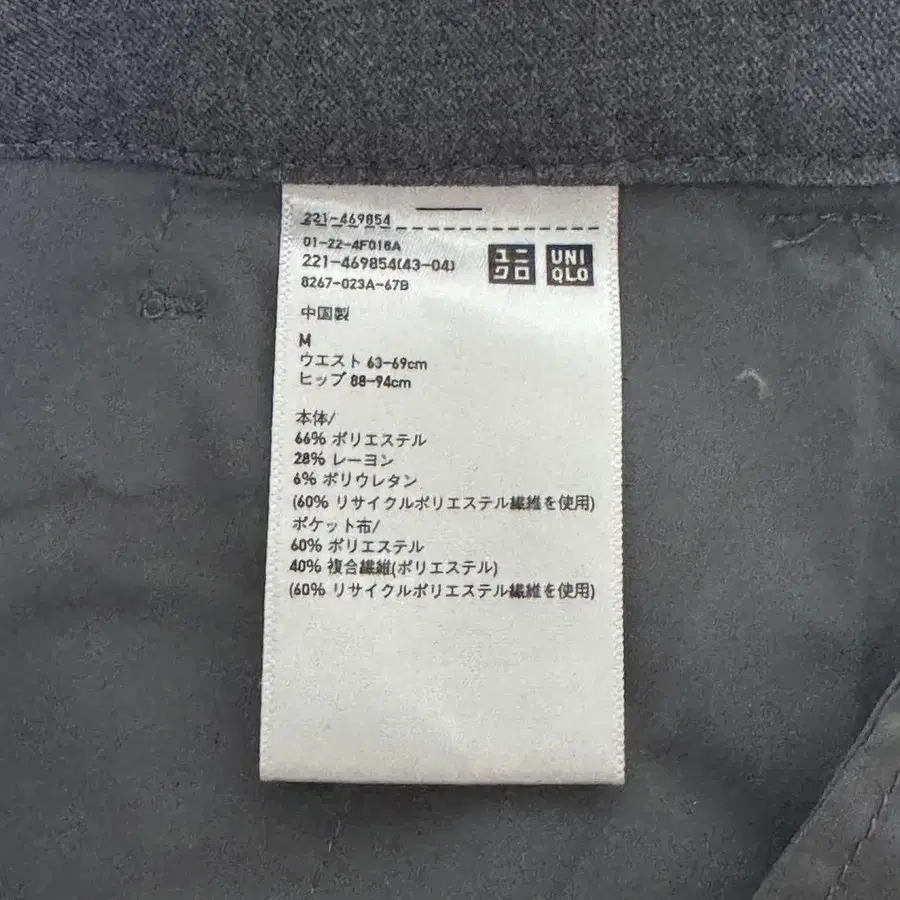 221-469854
01-22-4F018A
221-469854(43-04)
8267-023A-67B
ユニクロ
UNIQLO
中国製
M
ウエスト 63-69cm
ヒップ 88-94cm
本体/
66% ポリエステル
28% レーヨン
6% ポリウレタン
(60% リサイクルポリエステル繊維を使用)
ポケット布/
60% ポリエステル
40% 複合繊維(ポリエステル)
(60% リサイクルポリエステル繊維を使用)